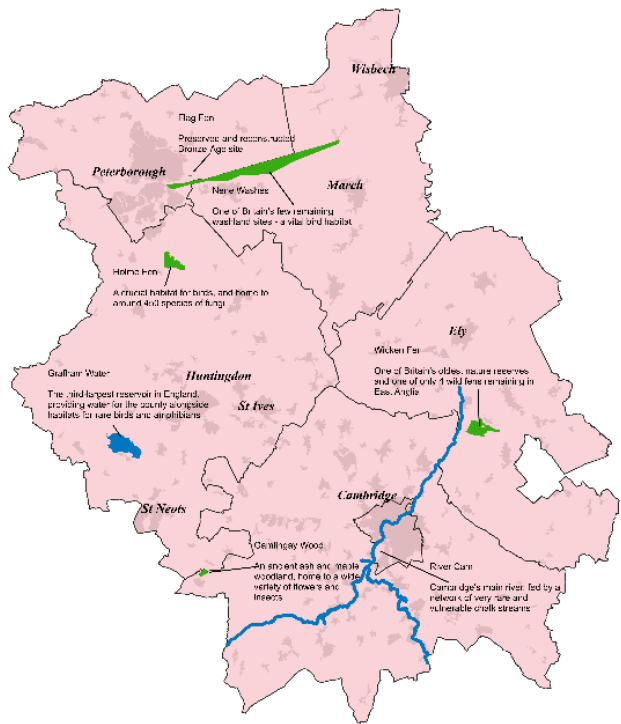 Wisbech
Flag Fen
Preserved and reconstructed
Bronze Age site
Peterborough
March
Nene Washes
One of Britain's few remaining
washland sites - a vital bird habitat
Holme Fen
A crucial habitat for birds, and home to
around 450 species of fungi
Ely
Wicken Fen
One of Britain's oldest nature reserves
and one of only 4 wild fens remaining in
East Anglia
Grafham Water
The third-largest reservoir in England,
providing water for the county alongside
habitats for rare birds and amphibians
Huntingdon
St Ives
Cambridge
St Neots
Gamlingay Wood
An ancient ash and maple
woodland, home to a wide
variety of flowers and
insects
River Cam
Cambridge's main river, fed by a
network of very rare and
vulnerable chalk streams